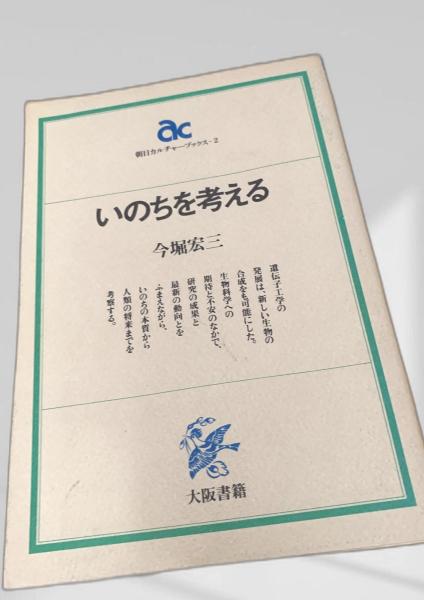 ac
朝日カルチャーブックス-2
いのちを考える
今堀宏三
遺伝子工学の
発展は、新しい生物の
合成をも可能にした。
生物科学への
期待と不安のなかで、
研究の成果と
最新の動向とを
ふまえながら、
いのちの本質から
人類の将来までを
考察する。
大阪書籍